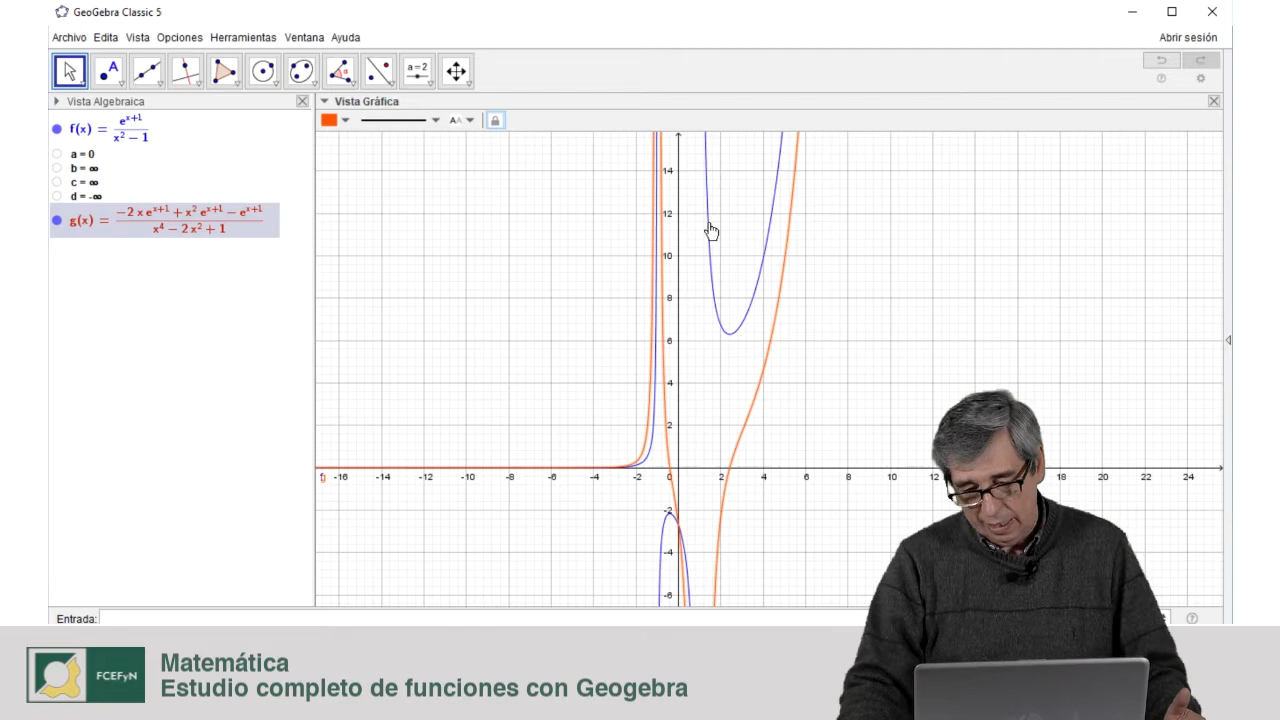 GeoGebra Classic 5
Archivo Edita Vista Opciones Herramientas Ventana Ayuda Abrir sesión
A α a=2
Vista Algebraica Vista Gráfica
AA
f(x) = e^(x+1) / (x² − 1)
a = 0
b = ∞
c = ∞
d = -∞
g(x) = (−2 x e^(x+1) + x² e^(x+1) − e^(x+1)) / (x⁴ − 2 x² + 1)
14
12
10
8
6
4
2
-16 -14 -12 -10 -8 -6 -4 -2 0 2 4 6 8 10 12 18 20 22 24
-2
-4
-6
Entrada:
FCEFyN
Matemática
Estudio completo de funciones con Geogebra